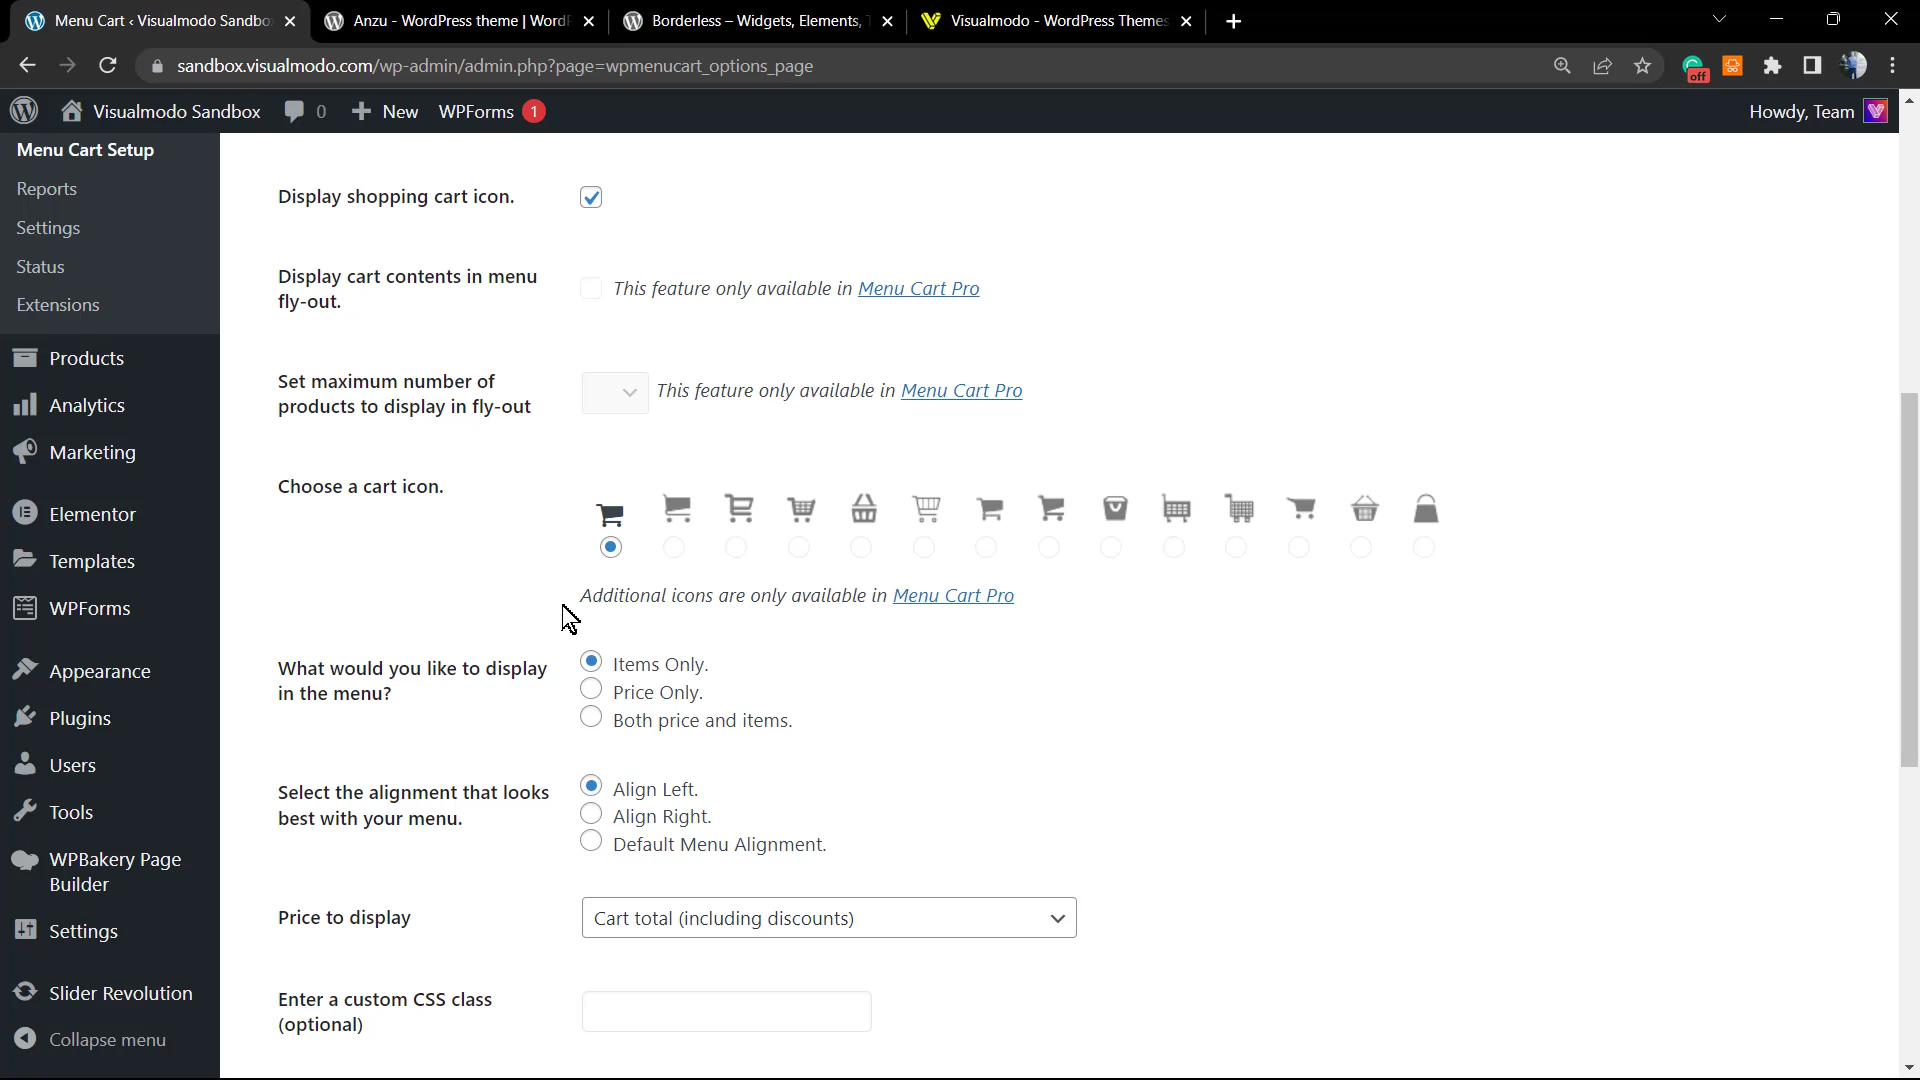 Menu Cart ‹ Visualmodo Sandbo
Anzu - WordPress theme | WordP
Borderless – Widgets, Elements, T
Visualmodo - WordPress Themes
sandbox.visualmodo.com/wp-admin/admin.php?page=wpmenucart_options_page
off
Visualmodo Sandbox
0
New
WPForms
1
Howdy, Team
Menu Cart Setup
Reports
Settings
Status
Extensions
Products
Analytics
Marketing
Elementor
Templates
WPForms
Appearance
Plugins
Users
Tools
WPBakery Page
Builder
Settings
Slider Revolution
Collapse menu
Display shopping cart icon.
Display cart contents in menu
fly-out.
This feature only available in Menu Cart Pro
Set maximum number of
products to display in fly-out
This feature only available in Menu Cart Pro
Choose a cart icon.
Additional icons are only available in Menu Cart Pro
What would you like to display
in the menu?
Items Only.
Price Only.
Both price and items.
Select the alignment that looks
best with your menu.
Align Left.
Align Right.
Default Menu Alignment.
Price to display
Cart total (including discounts)
Enter a custom CSS class
(optional)